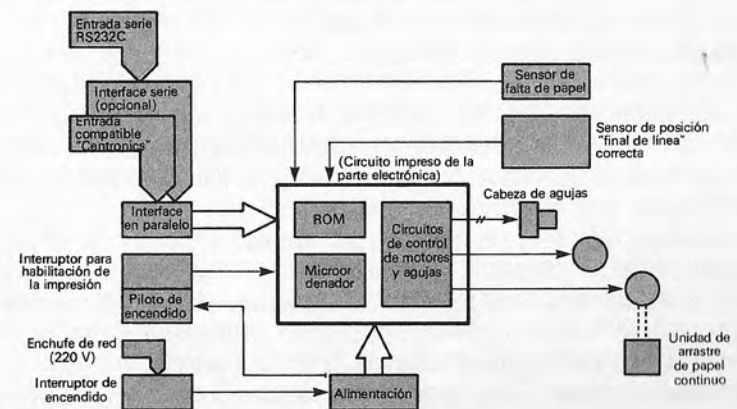 Entrada serie
RS232C
Interface serie
(opcional)
Entrada
compatible
"Centronics"
Interface
en paralelo
Sensor de
falta de papel
Sensor de posición
"final de línea"
correcta
(Circuito impreso de la
parte electrónica)
ROM
Microor
denador
Circuitos
de control
de motores
y agujas
Cabeza de agujas
Interruptor para
habilitación de
la impresión
Piloto de
encendido
Enchufe de red
(220 V)
Interruptor de
encendido
Alimentación
Unidad de
arrastre
de papel
continuo